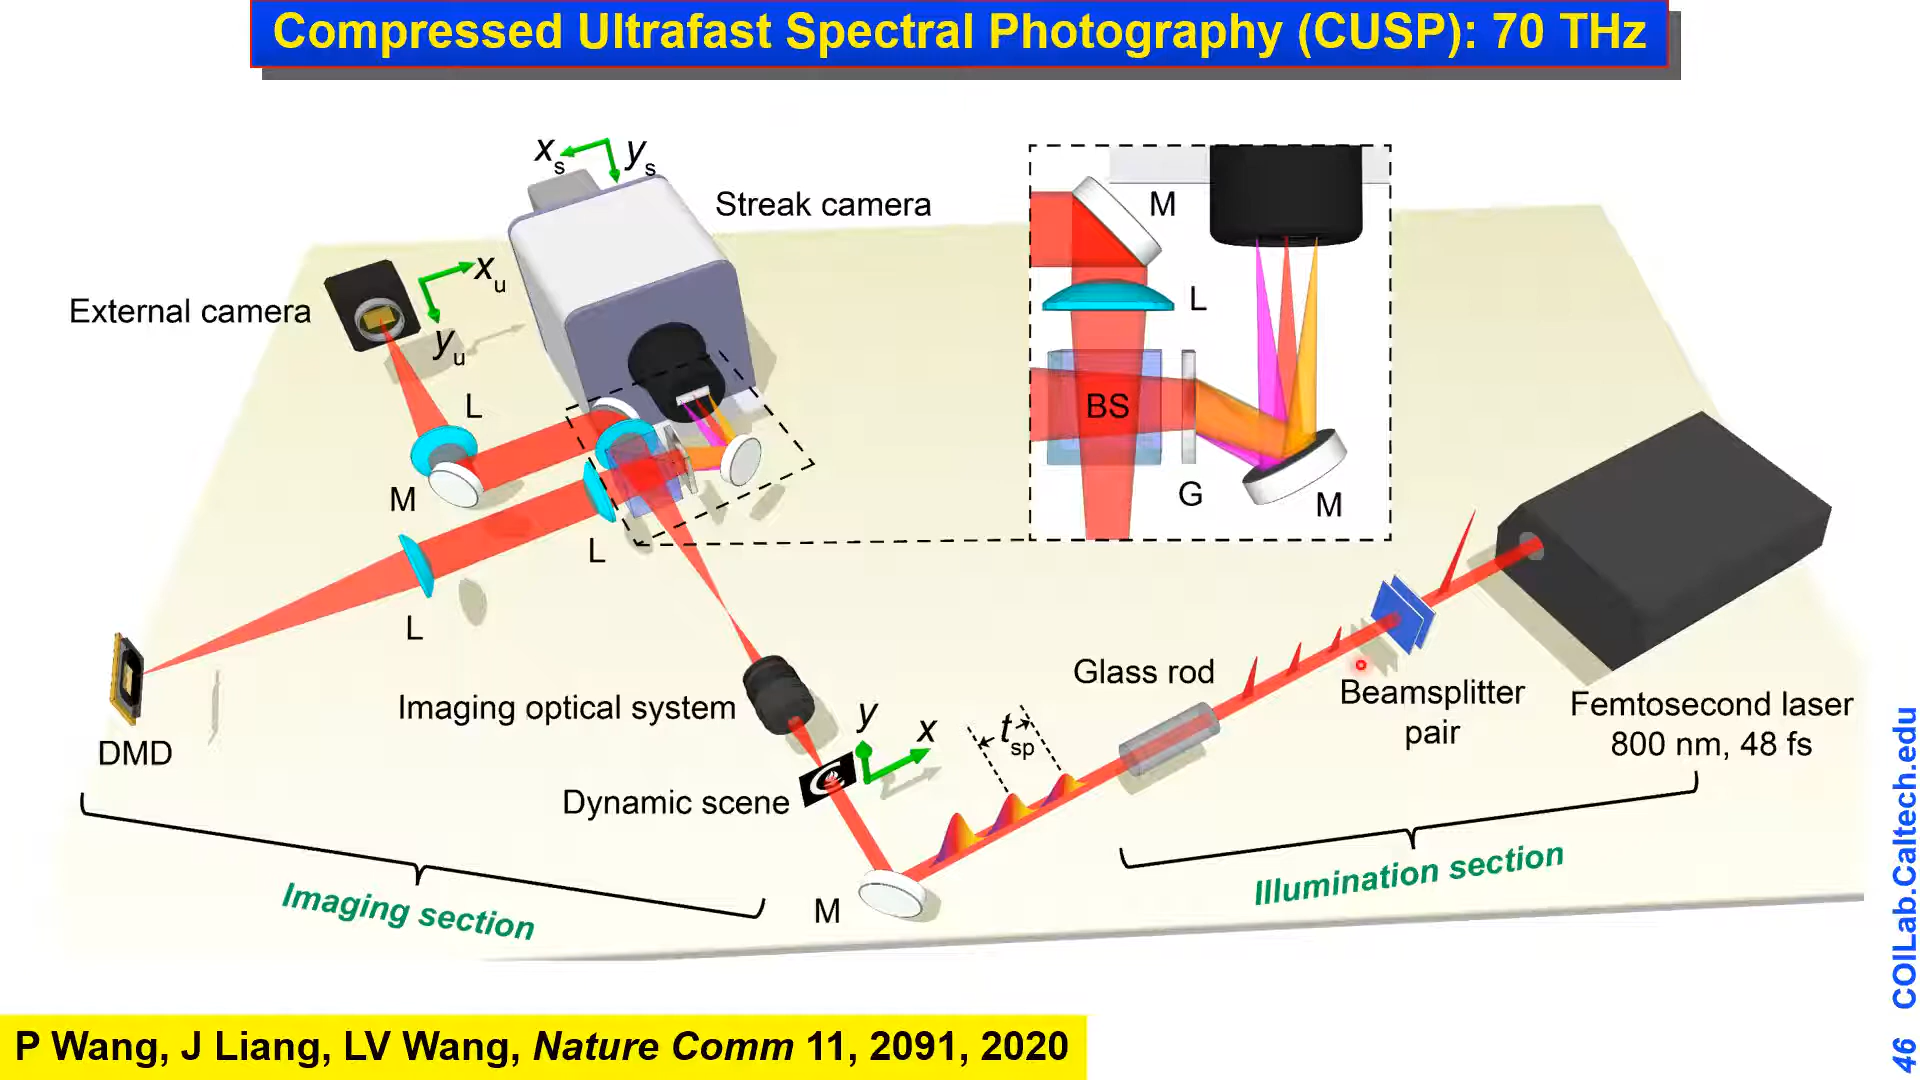 Compressed Ultrafast Spectral Photography (CUSP): 70 THz
xs
ys
Streak camera
M
L
BS
G
M
External camera
xu
yu
L
M
L
L
DMD
Imaging optical system
Dynamic scene
y
x
tsp
Glass rod
Beamsplitter
pair
Femtosecond laser
800 nm, 48 fs
M
Imaging section
Illumination section
P Wang, J Liang, LV Wang, Nature Comm 11, 2091, 2020
46 COILab.Caltech.edu